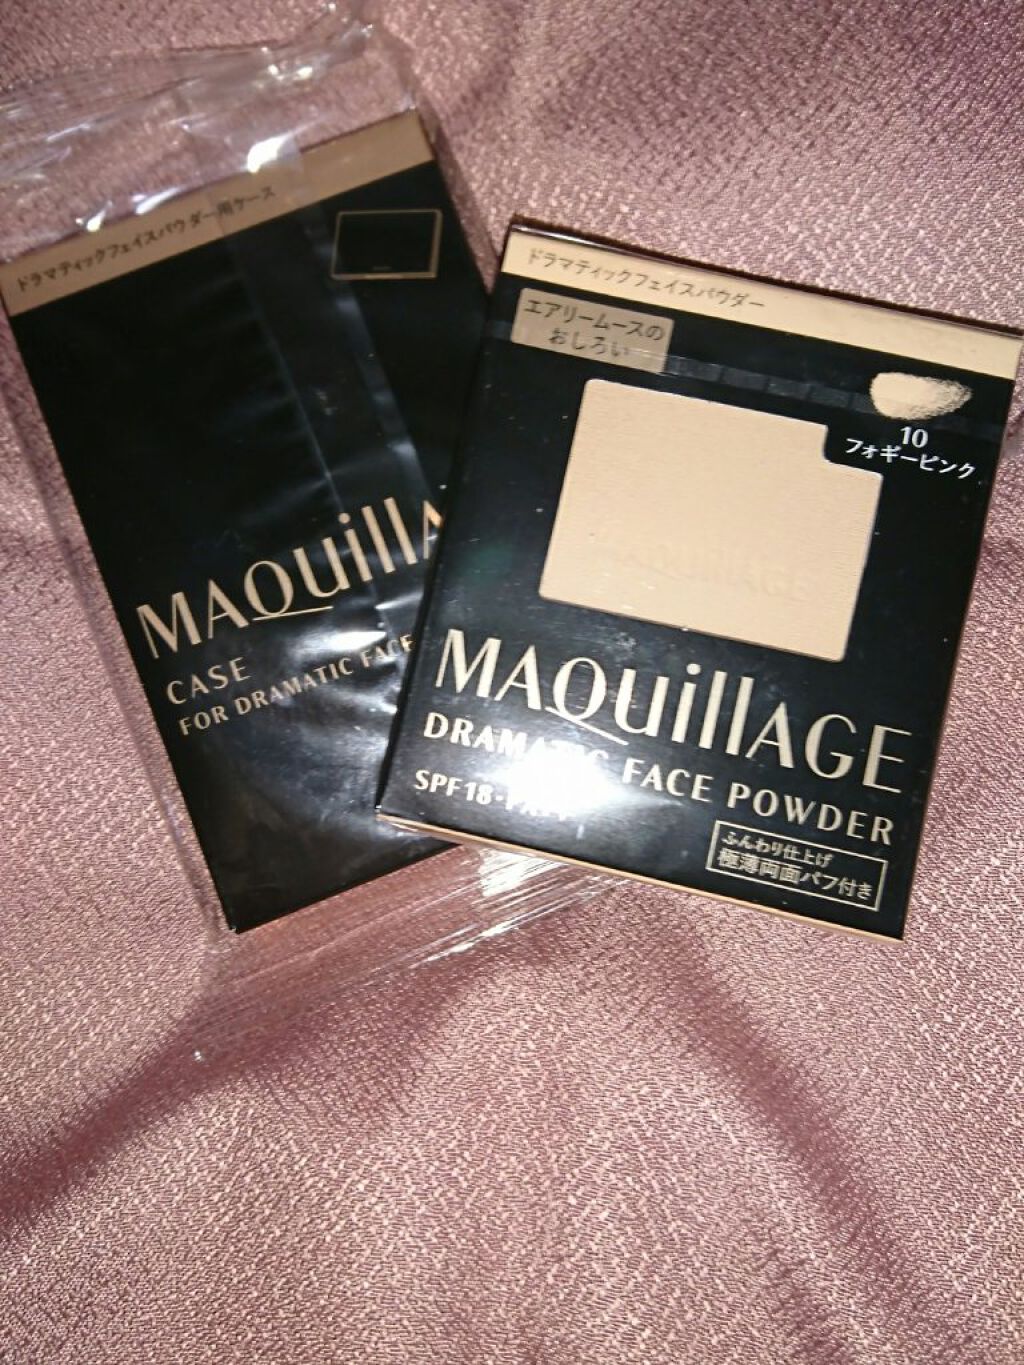 ドラマティックフェイスパウダー用ケース
MAQuillA
CASE
FOR DRAMATIC FACE
ドラマティックフェイスパウダー
エアリームースの
おしろい
10
フォギーピンク
MAQuillAGE
MAQuillAGE
DRAMATIC FACE POWDER
SPF18・PA++
ふんわり仕上げ
極薄両面パフ付き